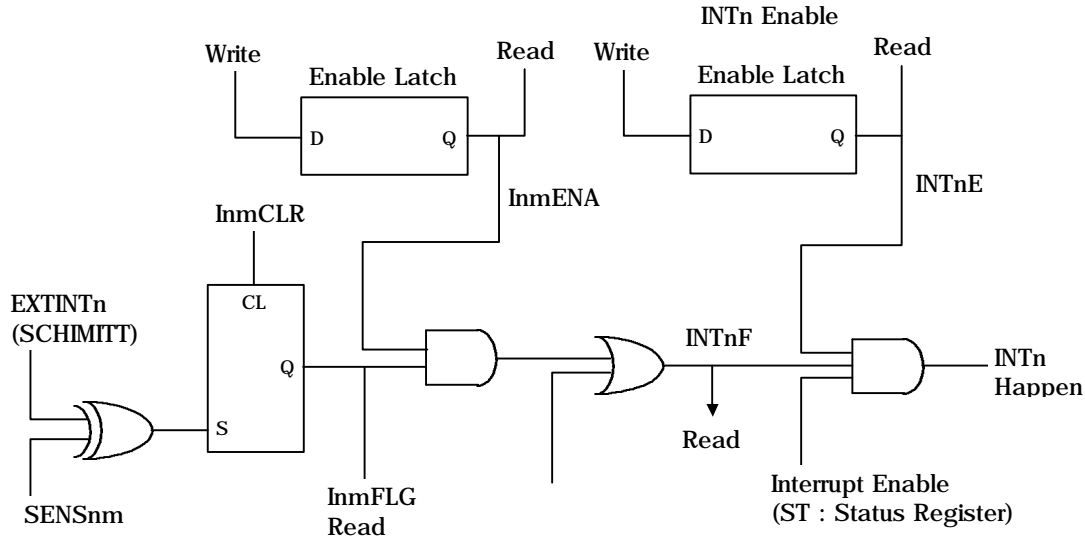 INTn Enable
Write
Read
Write
Read
Enable Latch
Enable Latch
D
Q
D
Q
INTnE
InmENA
InmCLR
EXTINTn
(SCHIMITT)
CL
Q
S
INTnF
INTn
Happen
Read
SENSnm
InmFLG
Read
Interrupt Enable
(ST : Status Register)